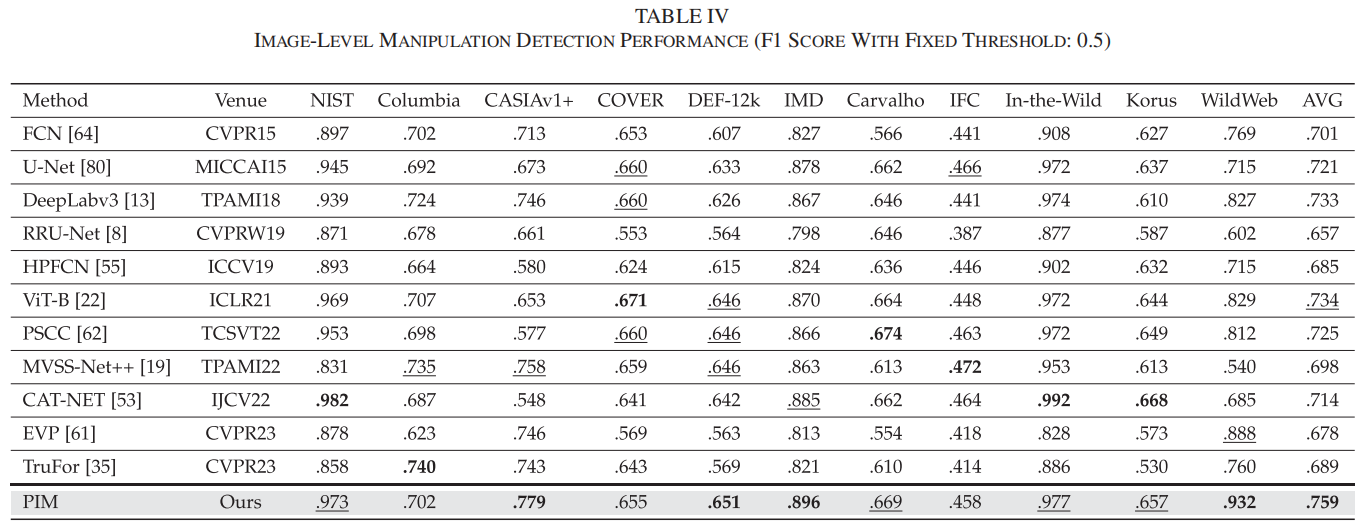 TABLE IV
IMAGE-LEVEL MANIPULATION DETECTION PERFORMANCE (F1 SCORE WITH FIXED THRESHOLD: 0.5)
Method Venue NIST Columbia CASIAv1+ COVER DEF-12k IMD Carvalho IFC In-the-Wild Korus WildWeb AVG
FCN [64] CVPR15 .897 .702 .713 .653 .607 .827 .566 .441 .908 .627 .769 .701
U-Net [80] MICCAI15 .945 .692 .673 .660 .633 .878 .662 .466 .972 .637 .715 .721
DeepLabv3 [13] TPAMI18 .939 .724 .746 .660 .626 .867 .646 .441 .974 .610 .827 .733
RRU-Net [8] CVPRW19 .871 .678 .661 .553 .564 .798 .646 .387 .877 .587 .602 .657
HPFCN [55] ICCV19 .893 .664 .580 .624 .615 .824 .636 .446 .902 .632 .715 .685
ViT-B [22] ICLR21 .969 .707 .653 .671 .646 .870 .664 .448 .972 .644 .829 .734
PSCC [62] TCSVT22 .953 .698 .577 .660 .646 .866 .674 .463 .972 .649 .812 .725
MVSS-Net++ [19] TPAMI22 .831 .735 .758 .659 .646 .863 .613 .472 .953 .613 .540 .698
CAT-NET [53] IJCV22 .982 .687 .548 .641 .642 .885 .662 .464 .992 .668 .685 .714
EVP [61] CVPR23 .878 .623 .746 .569 .563 .813 .554 .418 .828 .573 .888 .678
TruFor [35] CVPR23 .858 .740 .743 .643 .569 .821 .610 .414 .886 .530 .760 .689
PIM Ours .973 .702 .779 .655 .651 .896 .669 .458 .977 .657 .932 .759